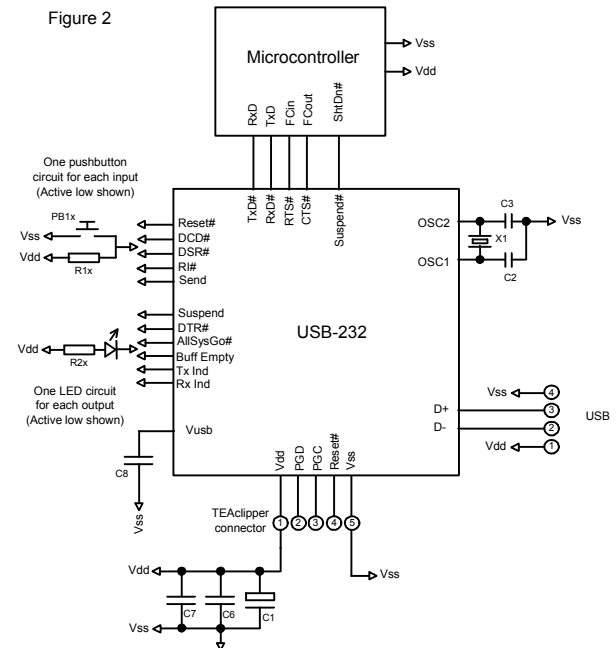 Figure 2
Microcontroller
Vss
Vdd
RxD
TxD
FCin
FCout
ShtDn#
One pushbutton
circuit for each input
(Active low shown)
PB1x
Vss
Vdd
R1x
TxD#
RxD#
RTS#
CTS#
Suspend#
Reset#
DCD#
DSR#
RI#
Send
OSC2
OSC1
C3
X1
C2
Vss
Suspend
DTR#
AllSysGo#
Buff Empty
Tx Ind
Rx Ind
USB-232
Vdd
R2x
One LED circuit
for each output
(Active low shown)
Vusb
C8
Vss
D+
D-
Vss
4
3
2
Vdd
1
USB
Vdd
PGD
PGC
Reset#
Vss
TEAclipper
connector
1
2
3
4
5
Vss
Vdd
C7
C6
C1
Vss